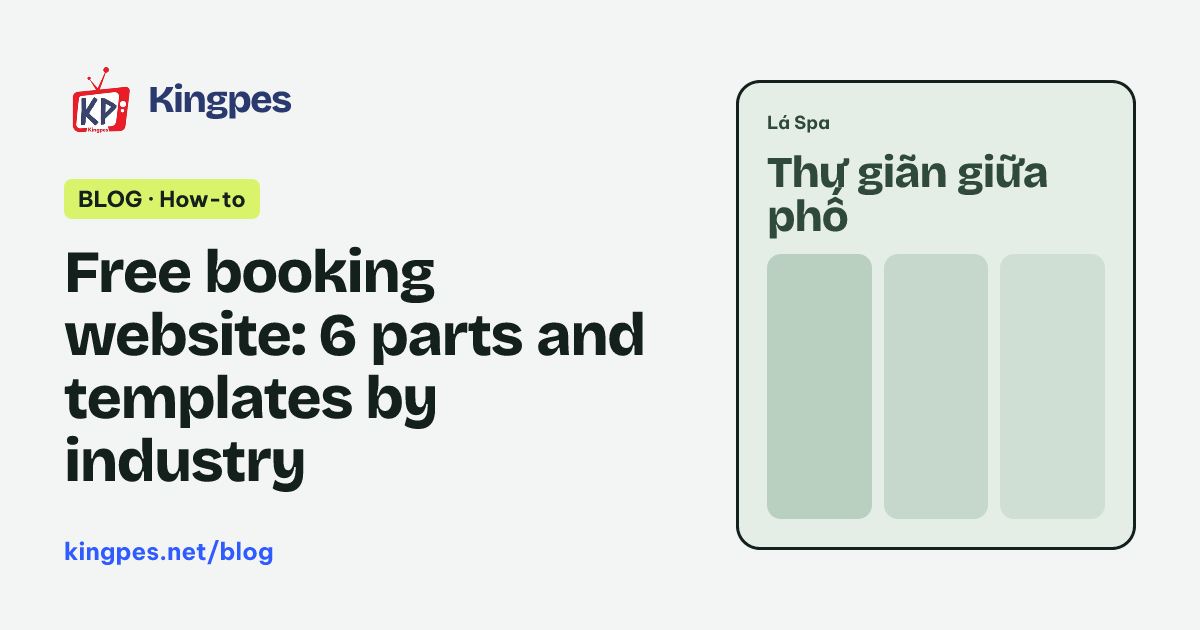 KP
Kingpes
Kingpes
BLOG · How-to
Free booking
website: 6 parts and
templates by
industry
kingpes.net/blog
Lá Spa
Thư giãn giữa
phố